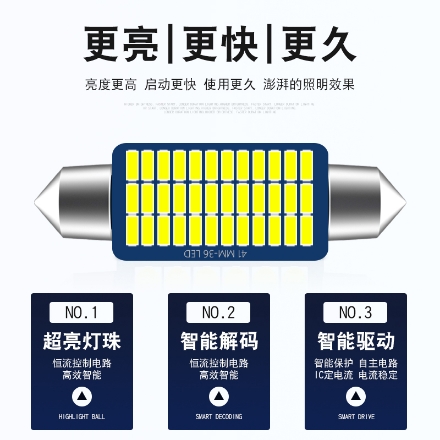 更亮|更快|更久
亮度更高 启动更快 使用更久 澎湃的照明效果
41 MM-36 LED
NO.1
超亮灯珠
恒流控制电路
高效智能
HIGHLIGHT BALL
NO.2
智能解码
恒流控制电路
高效智能
SMART DECODING
NO.3
智能驱动
智能保护 自主电路
IC定电流 电流稳定
SMART DRIVE